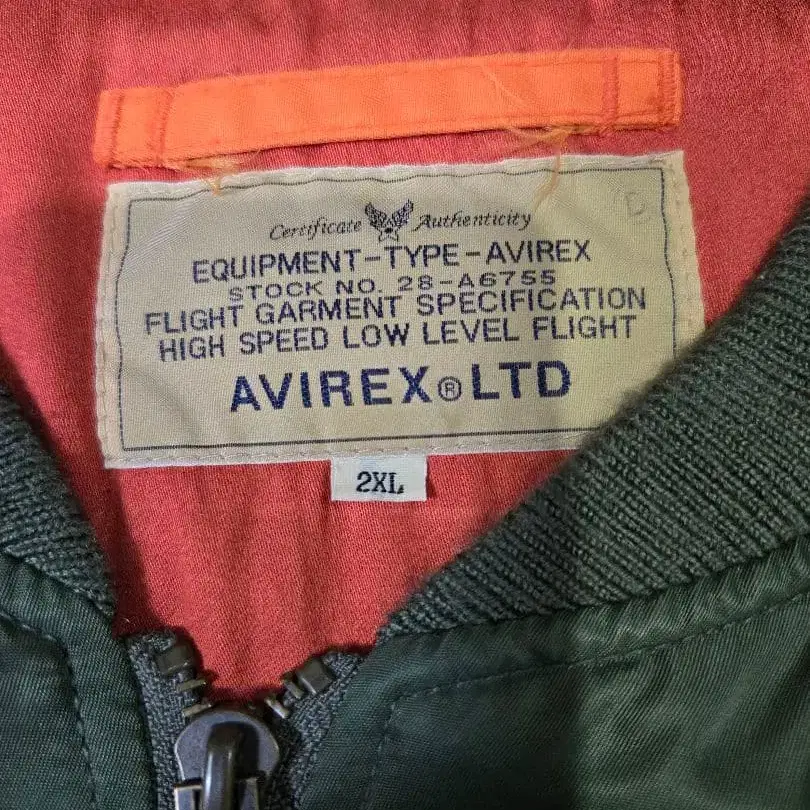 Certificate Authenticity
EQUIPMENT-TYPE-AVIREX
STOCK NO. 28-A6755
FLIGHT GARMENT SPECIFICATION
HIGH SPEED LOW LEVEL FLIGHT
AVIREX® LTD
2XL